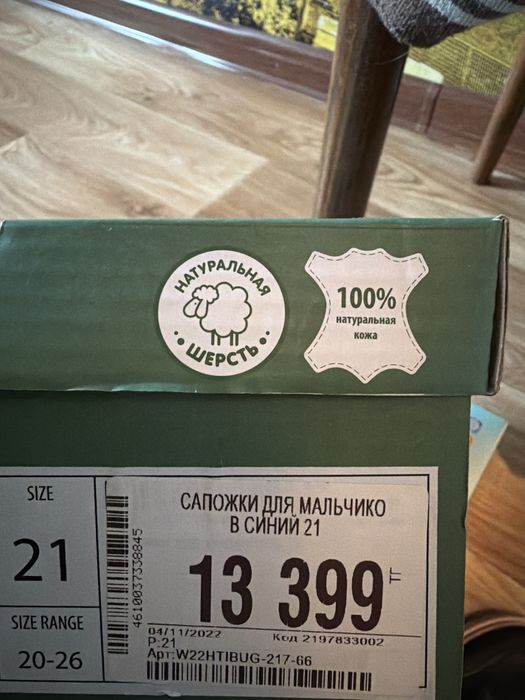 НАТУРАЛЬНАЯ
ШЕРСТЬ
100%
натуральная
кожа
SIZE
21
SIZE RANGE
20-26
4610037338845
САПОЖКИ ДЛЯ МАЛЬЧИКО
В СИНИЙ 21
13 399 ТГ
04/11/2022 Код 2197833002
Р:21
Арт:W22HTIBUG-217-66